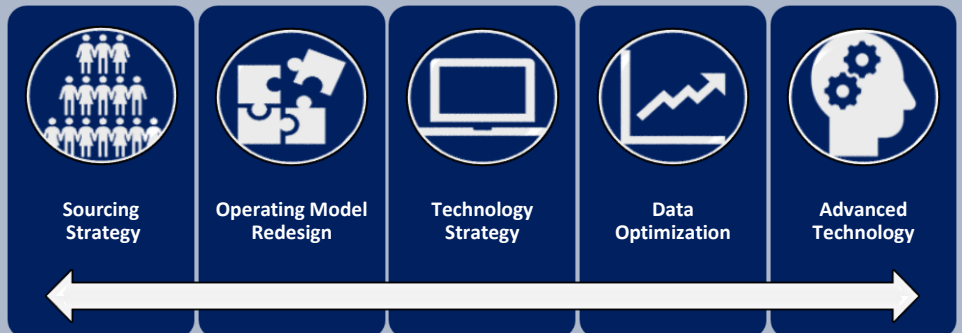 Sourcing
Strategy
Operating Model
Redesign
Technology
Strategy
Data
Optimization
Advanced
Technology